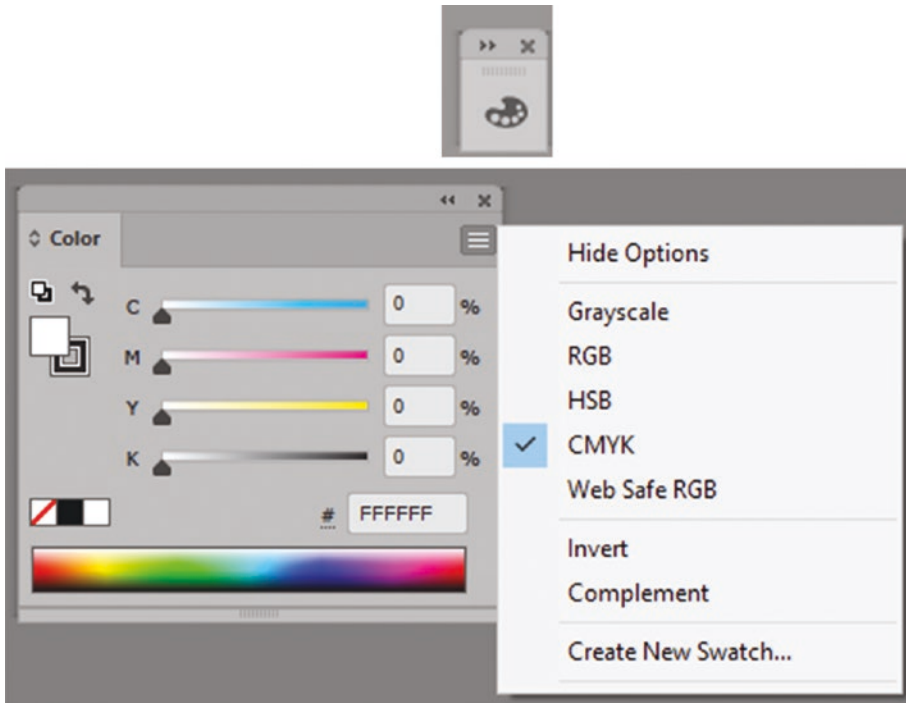 Color
C 0 %
M 0 %
Y 0 %
K 0 %
# FFFFFF
Hide Options
Grayscale
RGB
HSB
CMYK
Web Safe RGB
Invert
Complement
Create New Swatch...